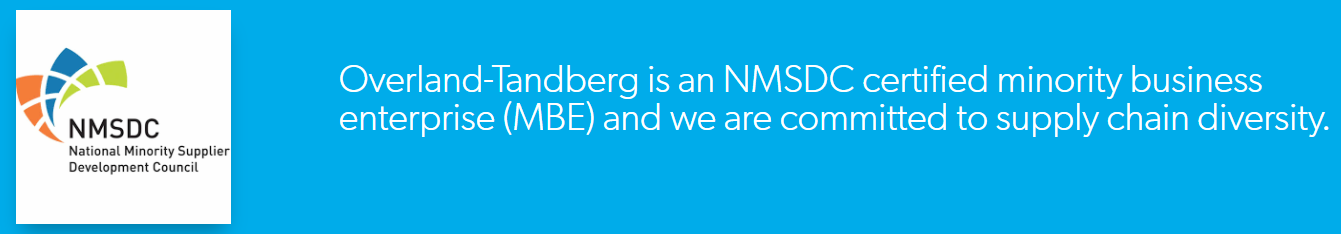 NMSDC
National Minority Supplier
Development Council
Overland-Tandberg is an NMSDC certified minority business
enterprise (MBE) and we are committed to supply chain diversity.